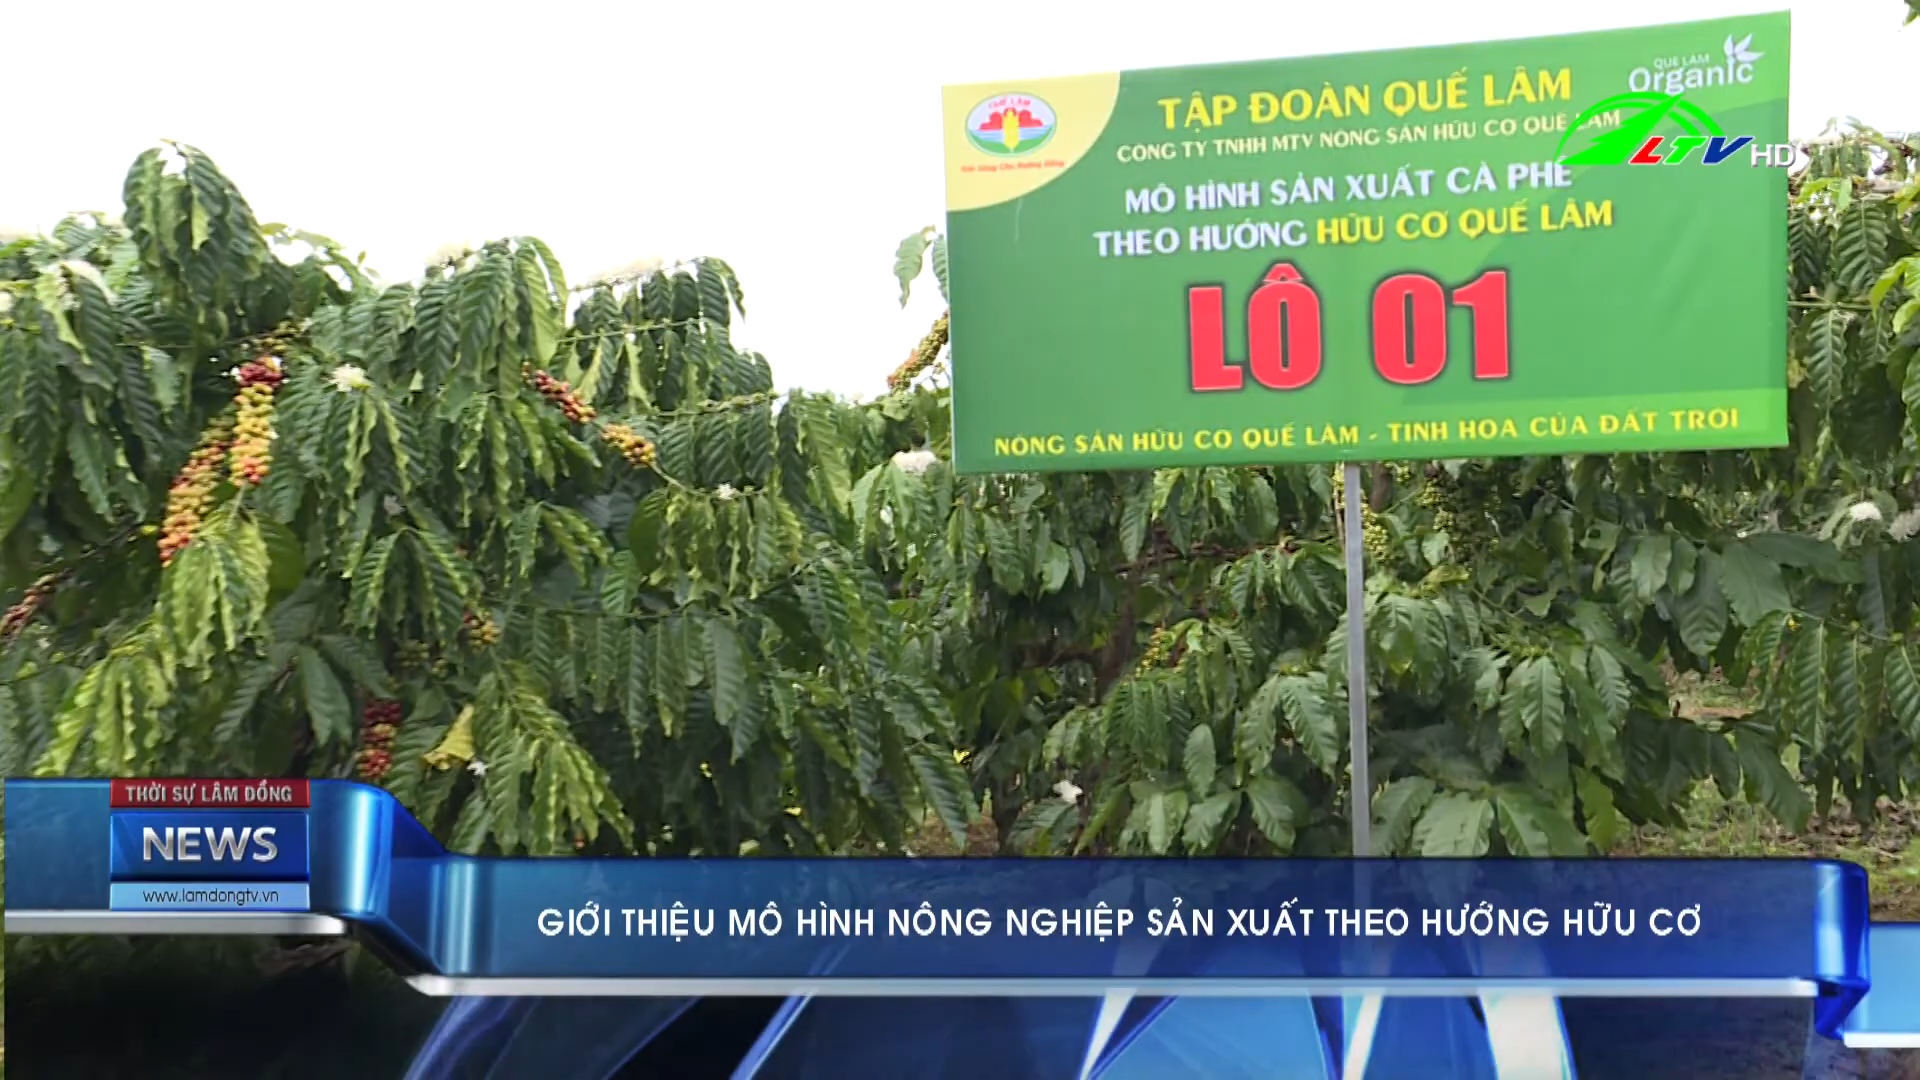 QUẾ LÂM
Organic
QUẾ LÂM
TẬP ĐOÀN QUẾ LÂM
CÔNG TY TNHH MTV NÔNG SẢN HỮU CƠ QUẾ LÂM
MÔ HÌNH SẢN XUẤT CÀ PHÊ
THEO HƯỚNG HỮU CƠ QUẾ LÂM
LÔ 01
NÔNG SẢN HỮU CƠ QUẾ LÂM - TINH HOA CỦA ĐẤT TRỜI
LTV HD
THỜI SỰ LÂM ĐỒNG
NEWS
www.lamdongtv.vn
GIỚI THIỆU MÔ HÌNH NÔNG NGHIỆP SẢN XUẤT THEO HƯỚNG HỮU CƠ